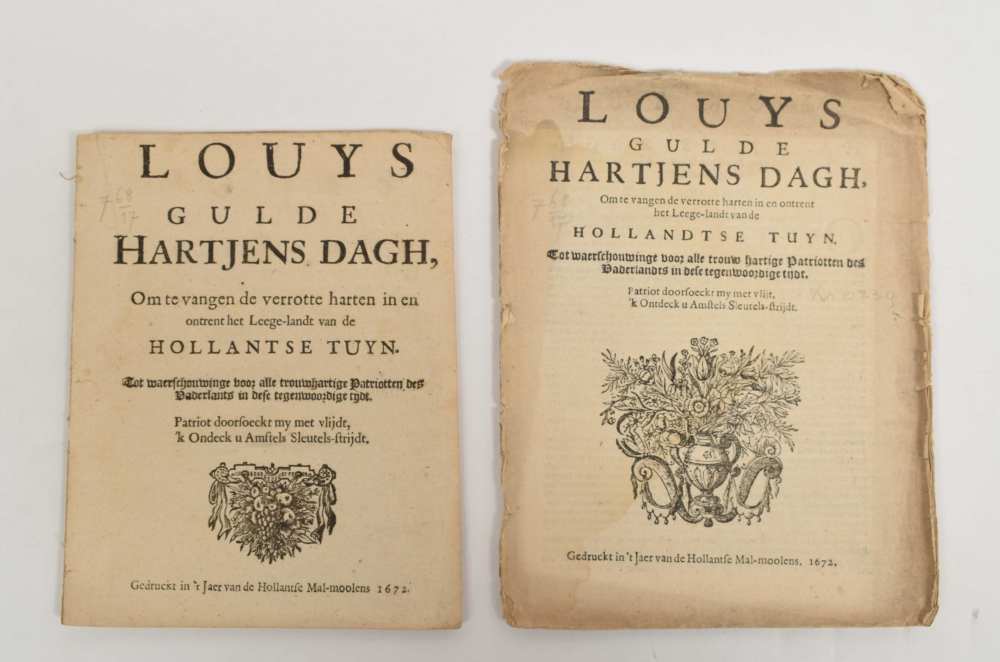 LOUYS
GULDE
HARTJENS DAGH,
Om te vangen de verrotte harten in en
ontrent het Leege-landt van de
HOLLANTSE TUYN.
Tot waerschouwinge voor alle trouwhartige Patriotten des
Vaderlants in dese tegenwoordige tijdt.
Patriot doorsoeckt my met vlijdt,
'k Ondeck u Amstels Sleutels-strijdt.
Gedruckt in 't Jaer van de Hollantse Mal-moolens 1672.
768
17
LOUYS
GULDE
HARTJENS DAGH,
Om te vangen de verrotte harten in en ontrent
het Leege-landt van de
HOLLANDTSE TUYN.
Tot waerschouwinge voor alle trouw hartige Patriotten des
Vaderlandts in dese tegenwoordige tijdt.
Patriot doorsoeckt my met vlijt,
'k Ontdeck u Amstels Sleutels-strijdt.
Gedruckt in 't Jaer van de Hollantse Mal-moolens. 1672.
768
17